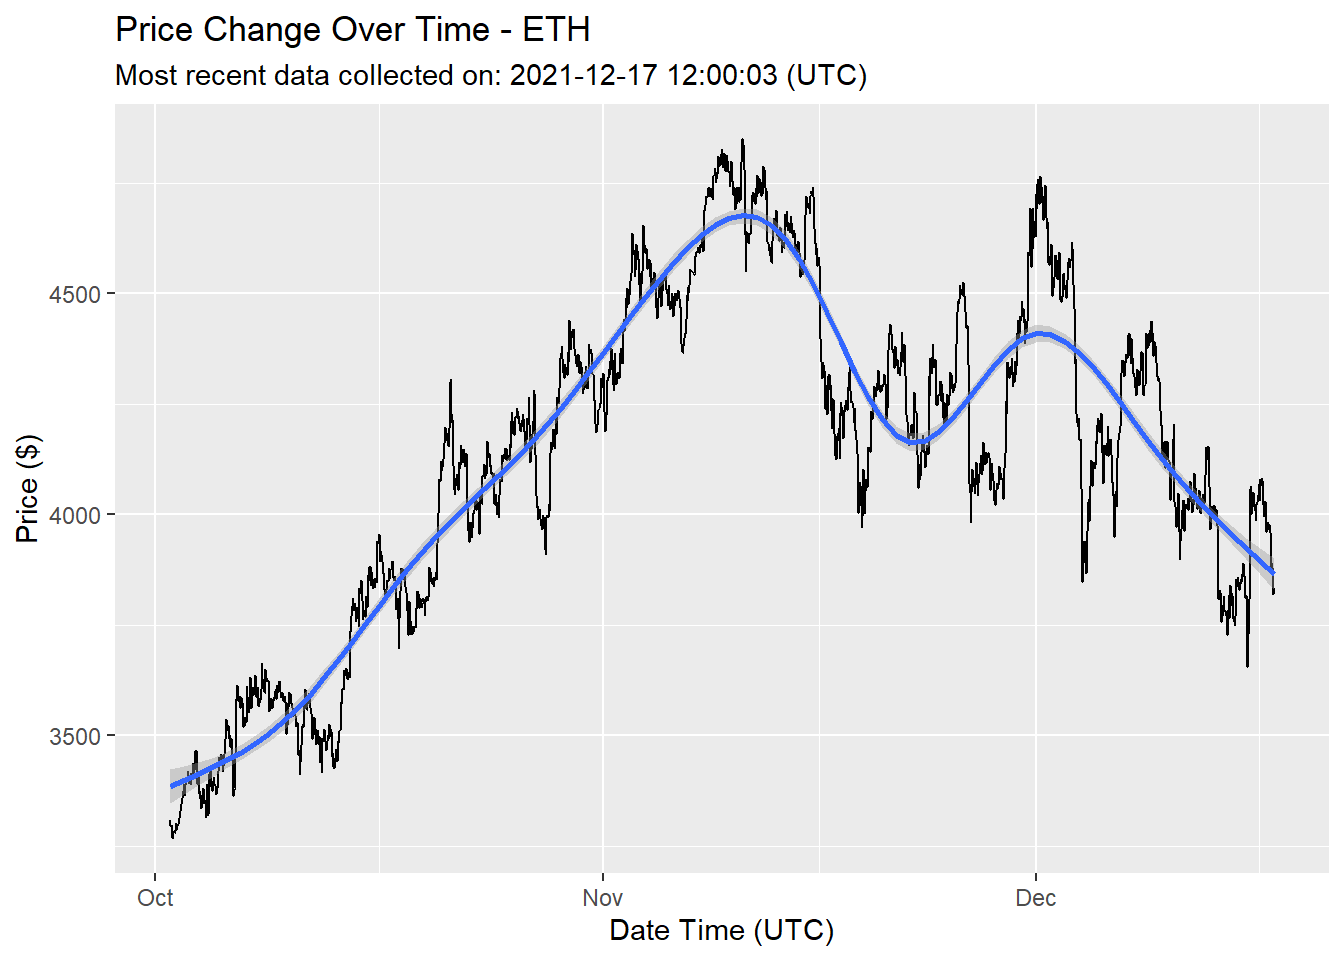 Price Change Over Time - ETH
Most recent data collected on: 2021-12-17 12:00:03 (UTC)
Price ($)
4500
4000
3500
Oct Nov Dec
Date Time (UTC)